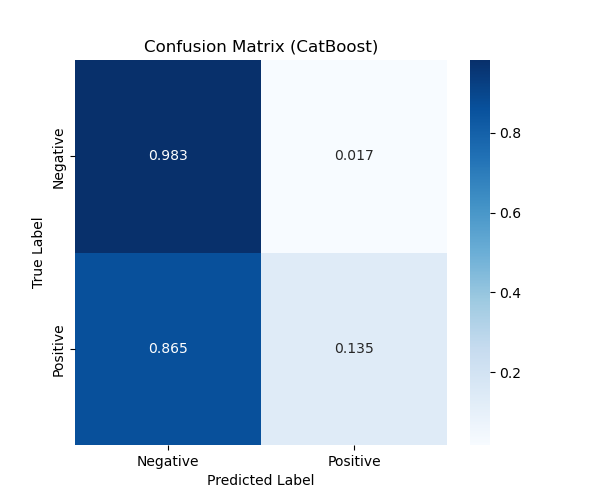 Confusion Matrix (CatBoost)
True Label
Negative
0.983
0.017
Positive
0.865
0.135
Negative
Positive
Predicted Label
0.8
0.6
0.4
0.2